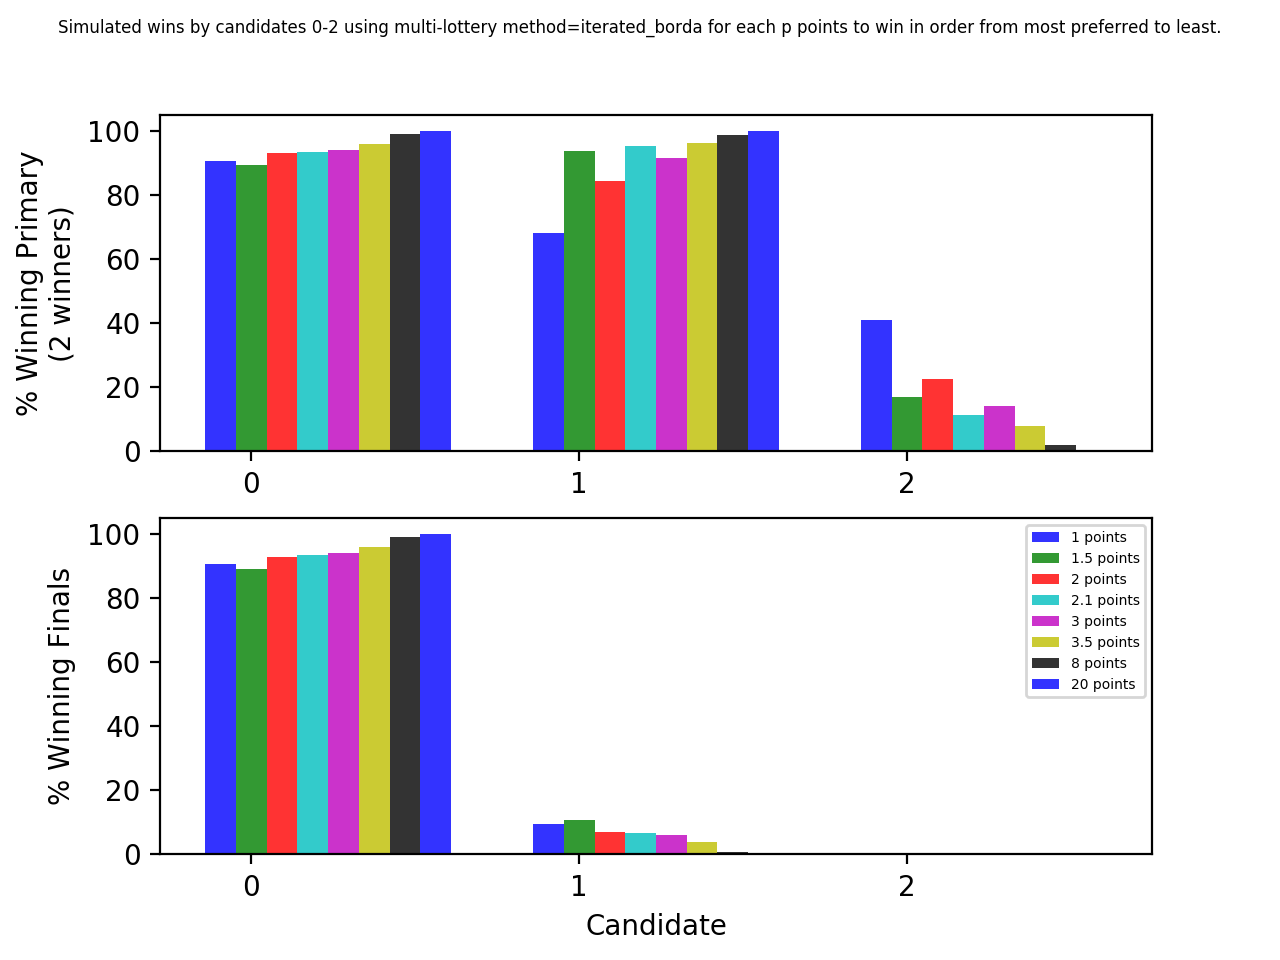 Simulated wins by candidates 0-2 using multi-lottery method=iterated_borda for each p points to win in order from most preferred to least.
% Winning Primary
(2 winners)
100
80
60
40
20
0
0
1
2
% Winning Finals
100
80
60
40
20
0
1 points
1.5 points
2 points
2.1 points
3 points
3.5 points
8 points
20 points
0
1
2
Candidate